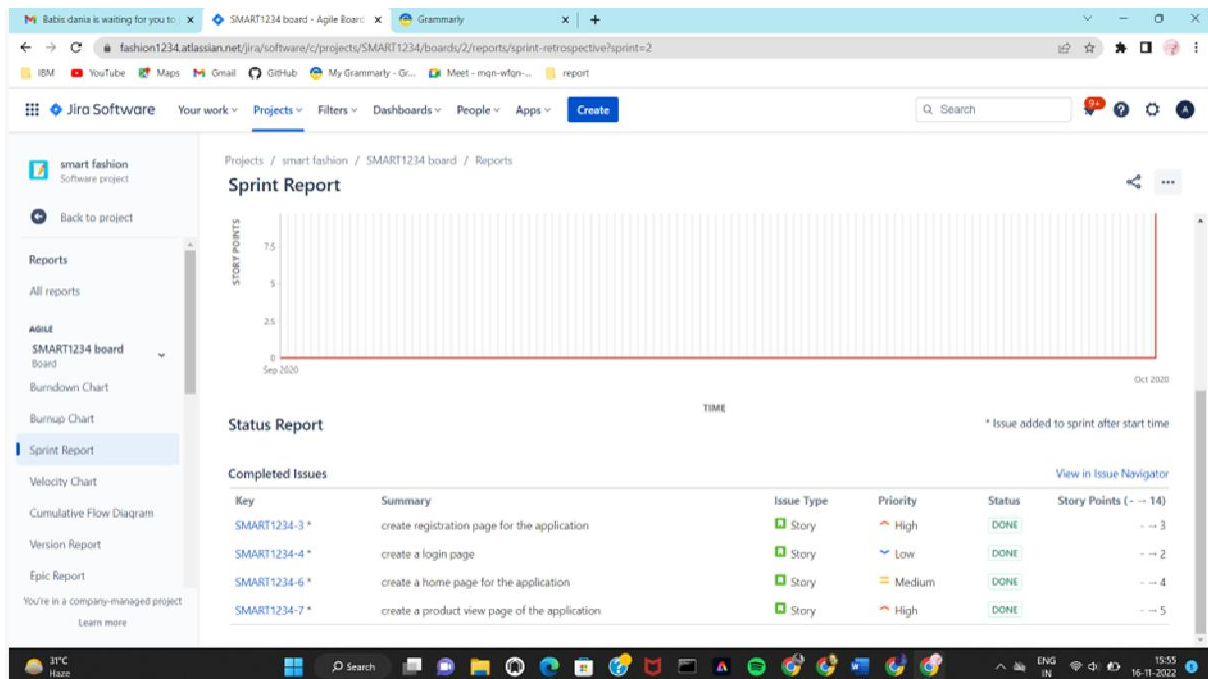 Babis dania is waiting for you to
SMART1234 board - Agile Board
Grammarly
fashion1234.atlassian.net/jira/software/c/projects/SMART1234/boards/2/reports/sprint-retrospective?sprint=2
IBM YouTube Maps Gmail GitHub My Grammarly - Gr... Meet - mqn-wfqn-... report
Jira Software Your work Projects Filters Dashboards People Apps Create Search 9+ A
smart fashion
Software project
Back to project
Reports
All reports
AGILE
SMART1234 board
Board
Burndown Chart
Burnup Chart
Sprint Report
Velocity Chart
Cumulative Flow Diagram
Version Report
Epic Report
You're in a company-managed project
Learn more
Projects / smart fashion / SMART1234 board / Reports
Sprint Report
STORY POINTS
7.5
5
2.5
0
Sep 2020
Oct 2020
TIME
Status Report
* Issue added to sprint after start time
Completed Issues
View in Issue Navigator
Key Summary Issue Type Priority Status Story Points (- → 14)
SMART1234-3 * create registration page for the application Story High DONE - → 3
SMART1234-4 * create a login page Story Low DONE - → 2
SMART1234-6 * create a home page for the application Story Medium DONE - → 4
SMART1234-7 * create a product view page of the application Story High DONE - → 5
31°C
Haze
Search
ENG
IN
15:55
16-11-2022